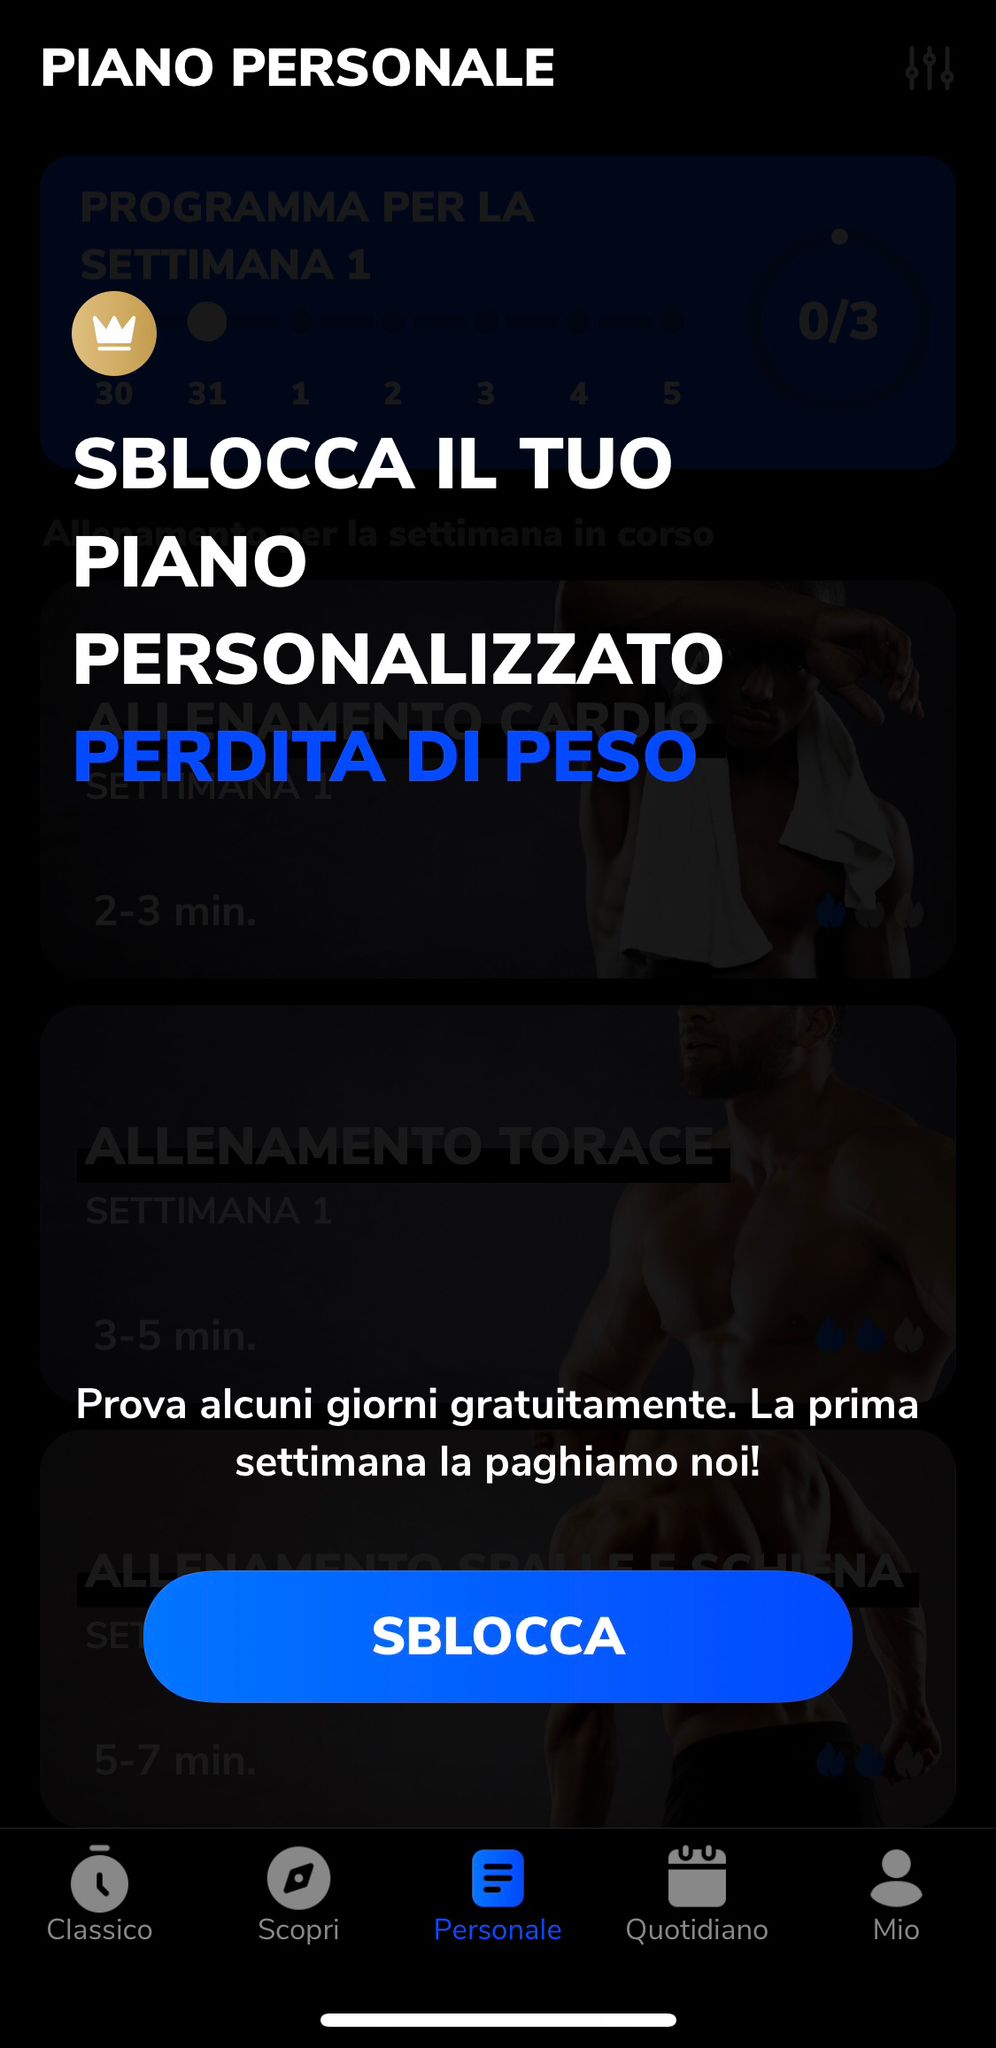 PIANO PERSONALE
PROGRAMMA PER LA
SETTIMANA 1
0/3
30 31 1 2 3 4 5
SBLOCCA IL TUO
Allenamento per la settimana in corso
PIANO
PERSONALIZZATO
ALLENAMENTO CARDIO
PERDITA DI PESO
SETTIMANA 1
2-3 min.
ALLENAMENTO TORACE
SETTIMANA 1
3-5 min.
Prova alcuni giorni gratuitamente. La prima
settimana la paghiamo noi!
ALLENAMENTO SPALLE E SCHIENA
SBLOCCA
5-7 min.
Classico Scopri Personale Quotidiano Mio